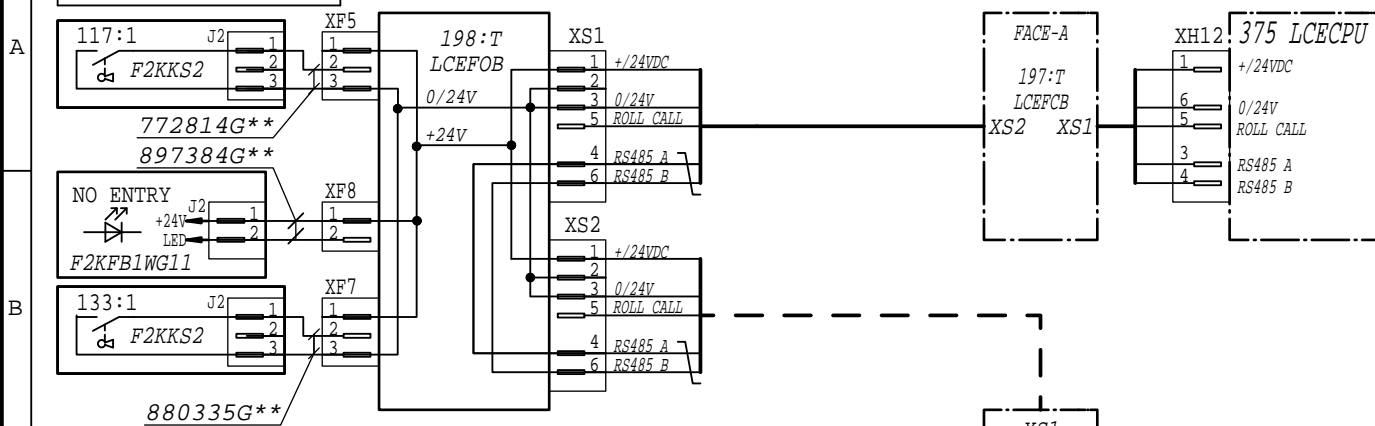 A
117:1
J2
F2KKS2
1
2
3
XF5
1
2
3
772814G**
897384G**
198:T
LCEFOB
0/24V
+24V
XS1
1 +/24VDC
2
3 0/24V
5 ROLL CALL
4 RS485 A
6 RS485 B
FACE-A
197:T
LCEFCB
XS2 XS1
XH12
375 LCECPU
1 +/24VDC
6 0/24V
5 ROLL CALL
3 RS485 A
4 RS485 B
B
NO ENTRY
J2
+24V 1
LED 2
F2KFB1WG11
XF8
1
2
133:1
J2
F2KKS2
1
2
3
XF7
1
2
3
880335G**
XS2
1 +/24VDC
2
3 0/24V
5 ROLL CALL
4 RS485 A
6 RS485 B